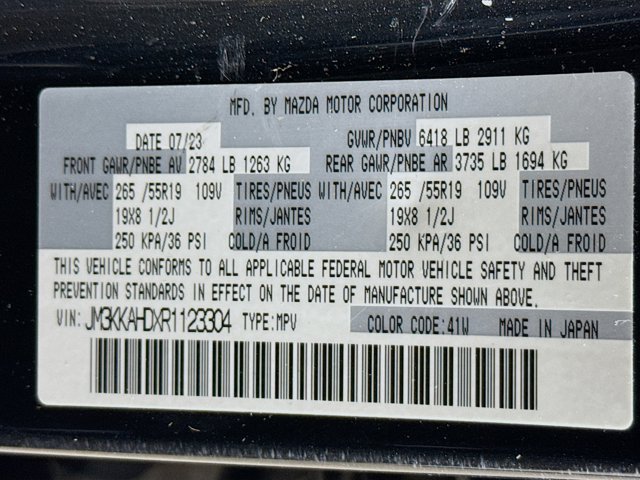 MFD. BY MAZDA MOTOR CORPORATION
DATE 07/23 GVWR/PNBV 6418 LB 2911 KG
FRONT GAWR/PNBE AV 2784 LB 1263 KG REAR GAWR/PNBE AR 3735 LB 1694 KG
WITH/AVEC 265 /55R19 109V TIRES/PNEUS WITH/AVEC 265 /55R19 109V TIRES/PNEUS
19X8 1/2J RIMS/JANTES 19X8 1/2J RIMS/JANTES
250 KPA/36 PSI COLD/A FROID 250 KPA/36 PSI COLD/A FROID
THIS VEHICLE CONFORMS TO ALL APPLICABLE FEDERAL MOTOR VEHICLE SAFETY AND THEFT
PREVENTION STANDARDS IN EFFECT ON THE DATE OF MANUFACTURE SHOWN ABOVE.
VIN: JM3KKAHDXR1123304 TYPE:MPV COLOR CODE:41W MADE IN JAPAN